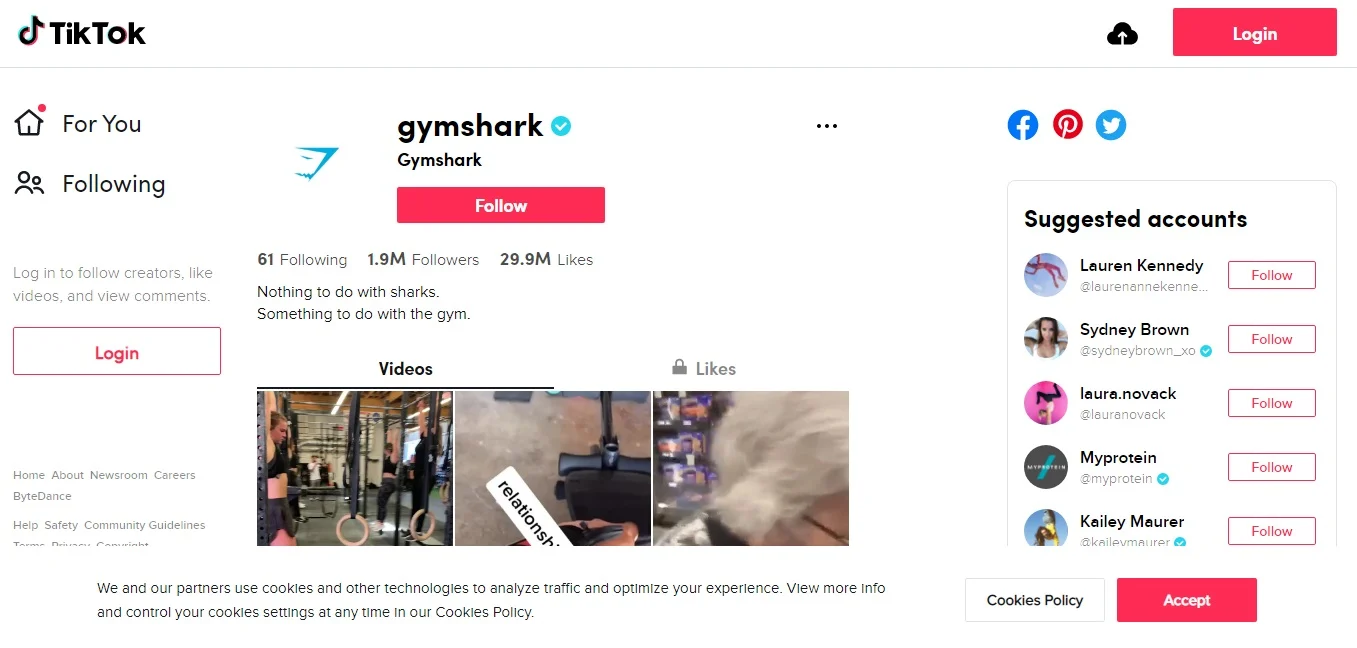 TikTok
Login
For You
Following
Log in to follow creators, like
videos, and view comments.
Login
Home About Newsroom Careers
ByteDance
Help Safety Community Guidelines
Terms Privacy Copyright
gymshark
Gymshark
Follow
61 Following 1.9M Followers 29.9M Likes
Nothing to do with sharks.
Something to do with the gym.
Videos
Likes
relationsh
Suggested accounts
Lauren Kennedy
@laurenannekenne...
Follow
Sydney Brown
@sydneybrown_xo
Follow
laura.novack
@lauranovack
Follow
MYPROTEIN
Myprotein
@myprotein
Follow
Kailey Maurer
@kaileymaurer
Follow
We and our partners use cookies and other technologies to analyze traffic and optimize your experience. View more info
and control your cookies settings at any time in our Cookies Policy.
Cookies Policy
Accept